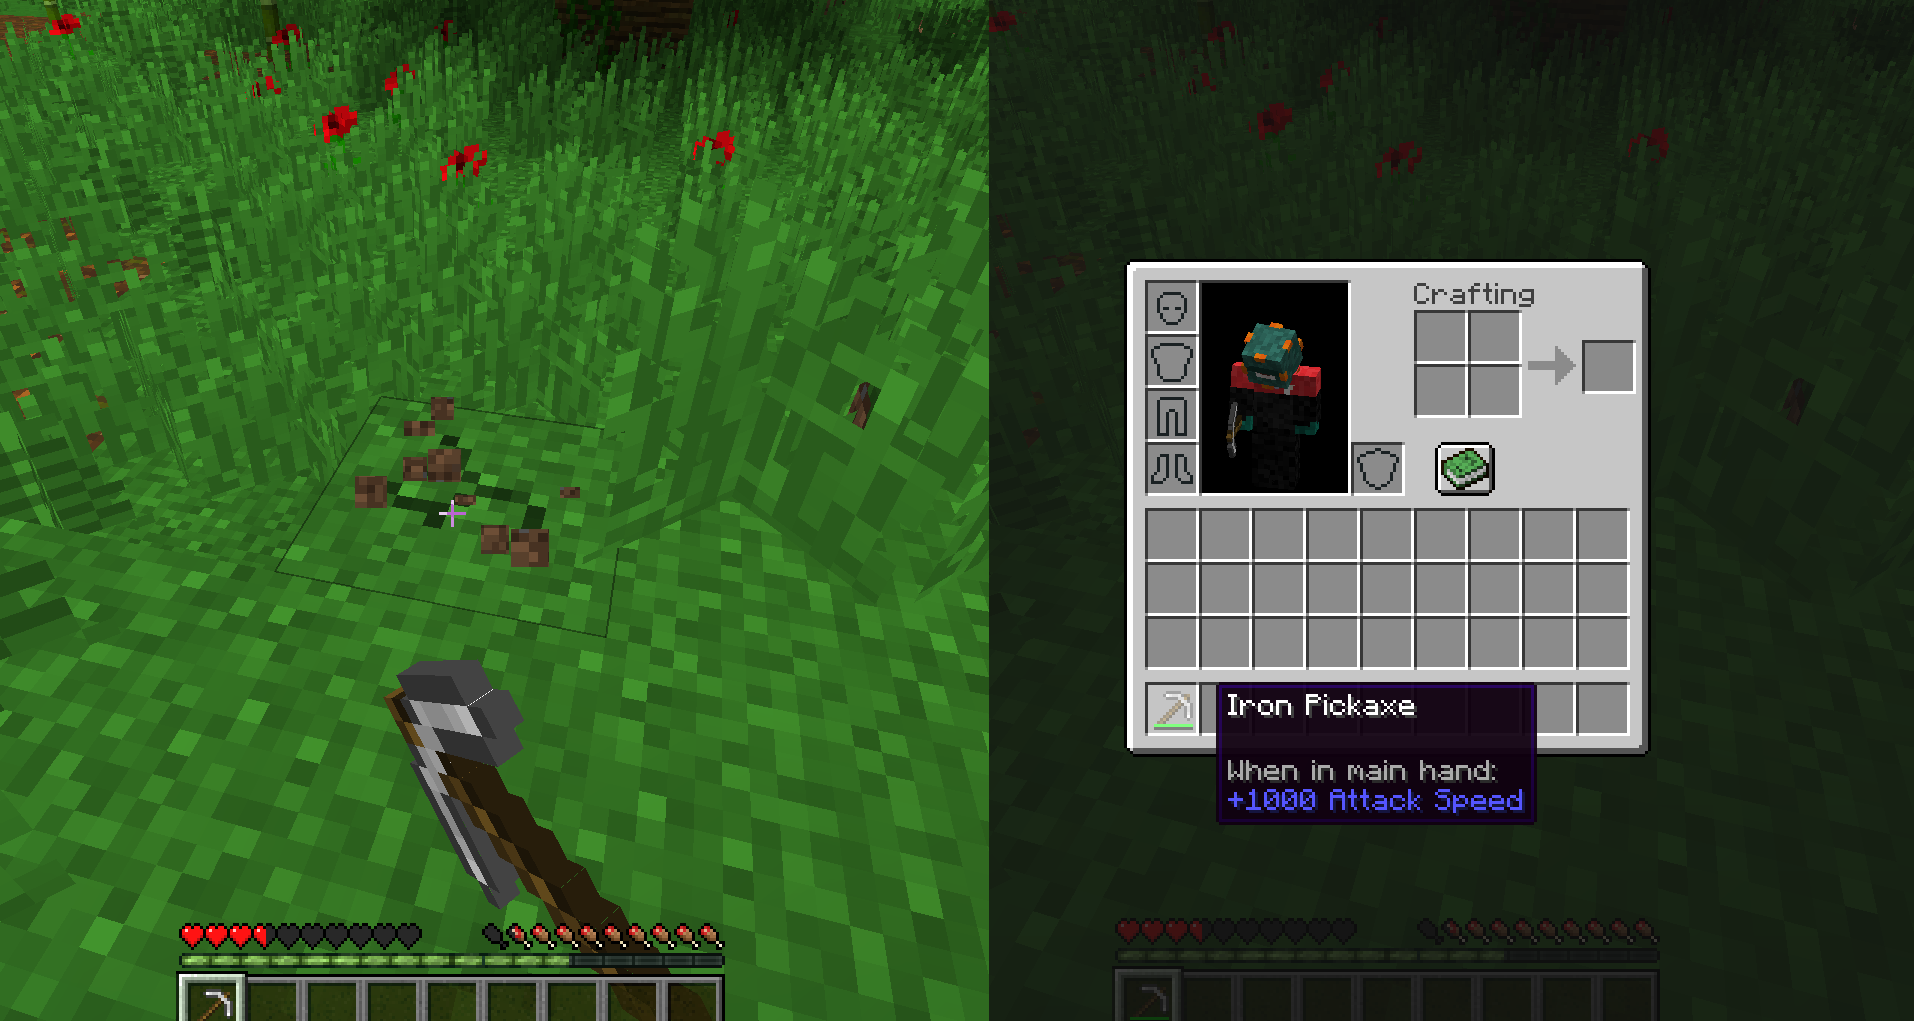 Crafting
Iron Pickaxe
When in main hand:
+1000 Attack Speed